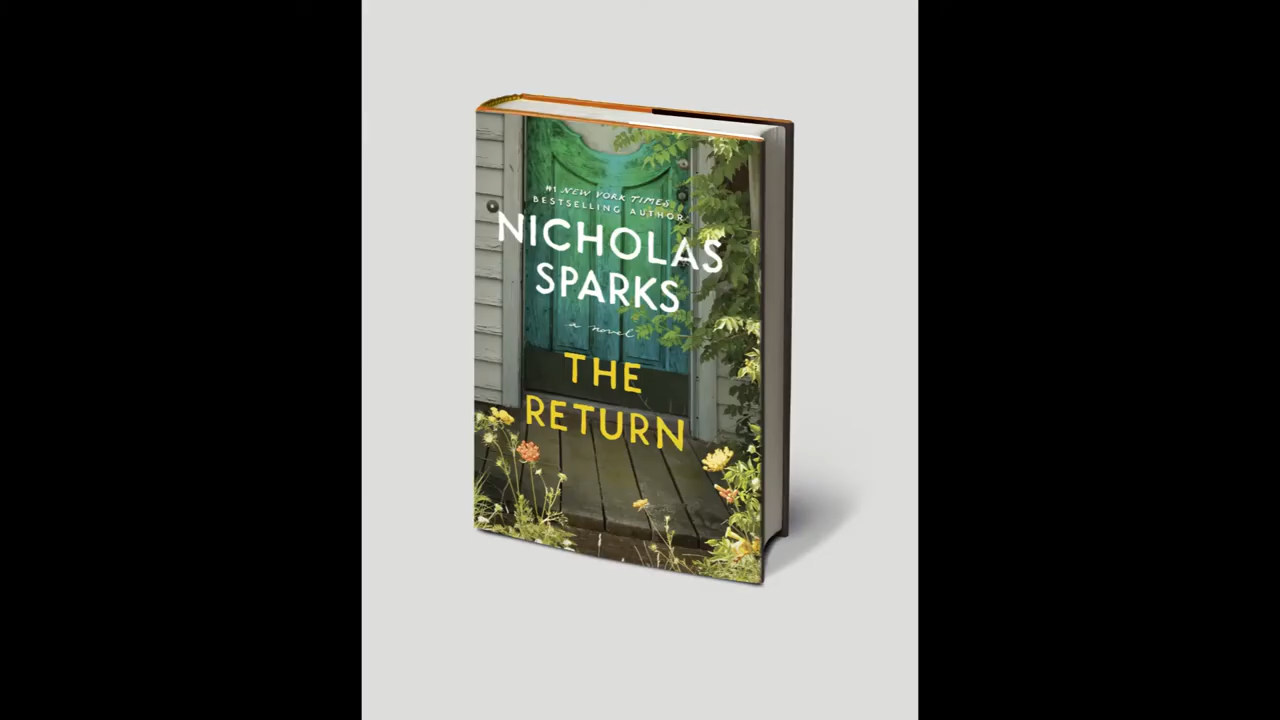 #1 NEW YORK TIMES
BESTSELLING AUTHOR
NICHOLAS
SPARKS
a novel
THE
RETURN